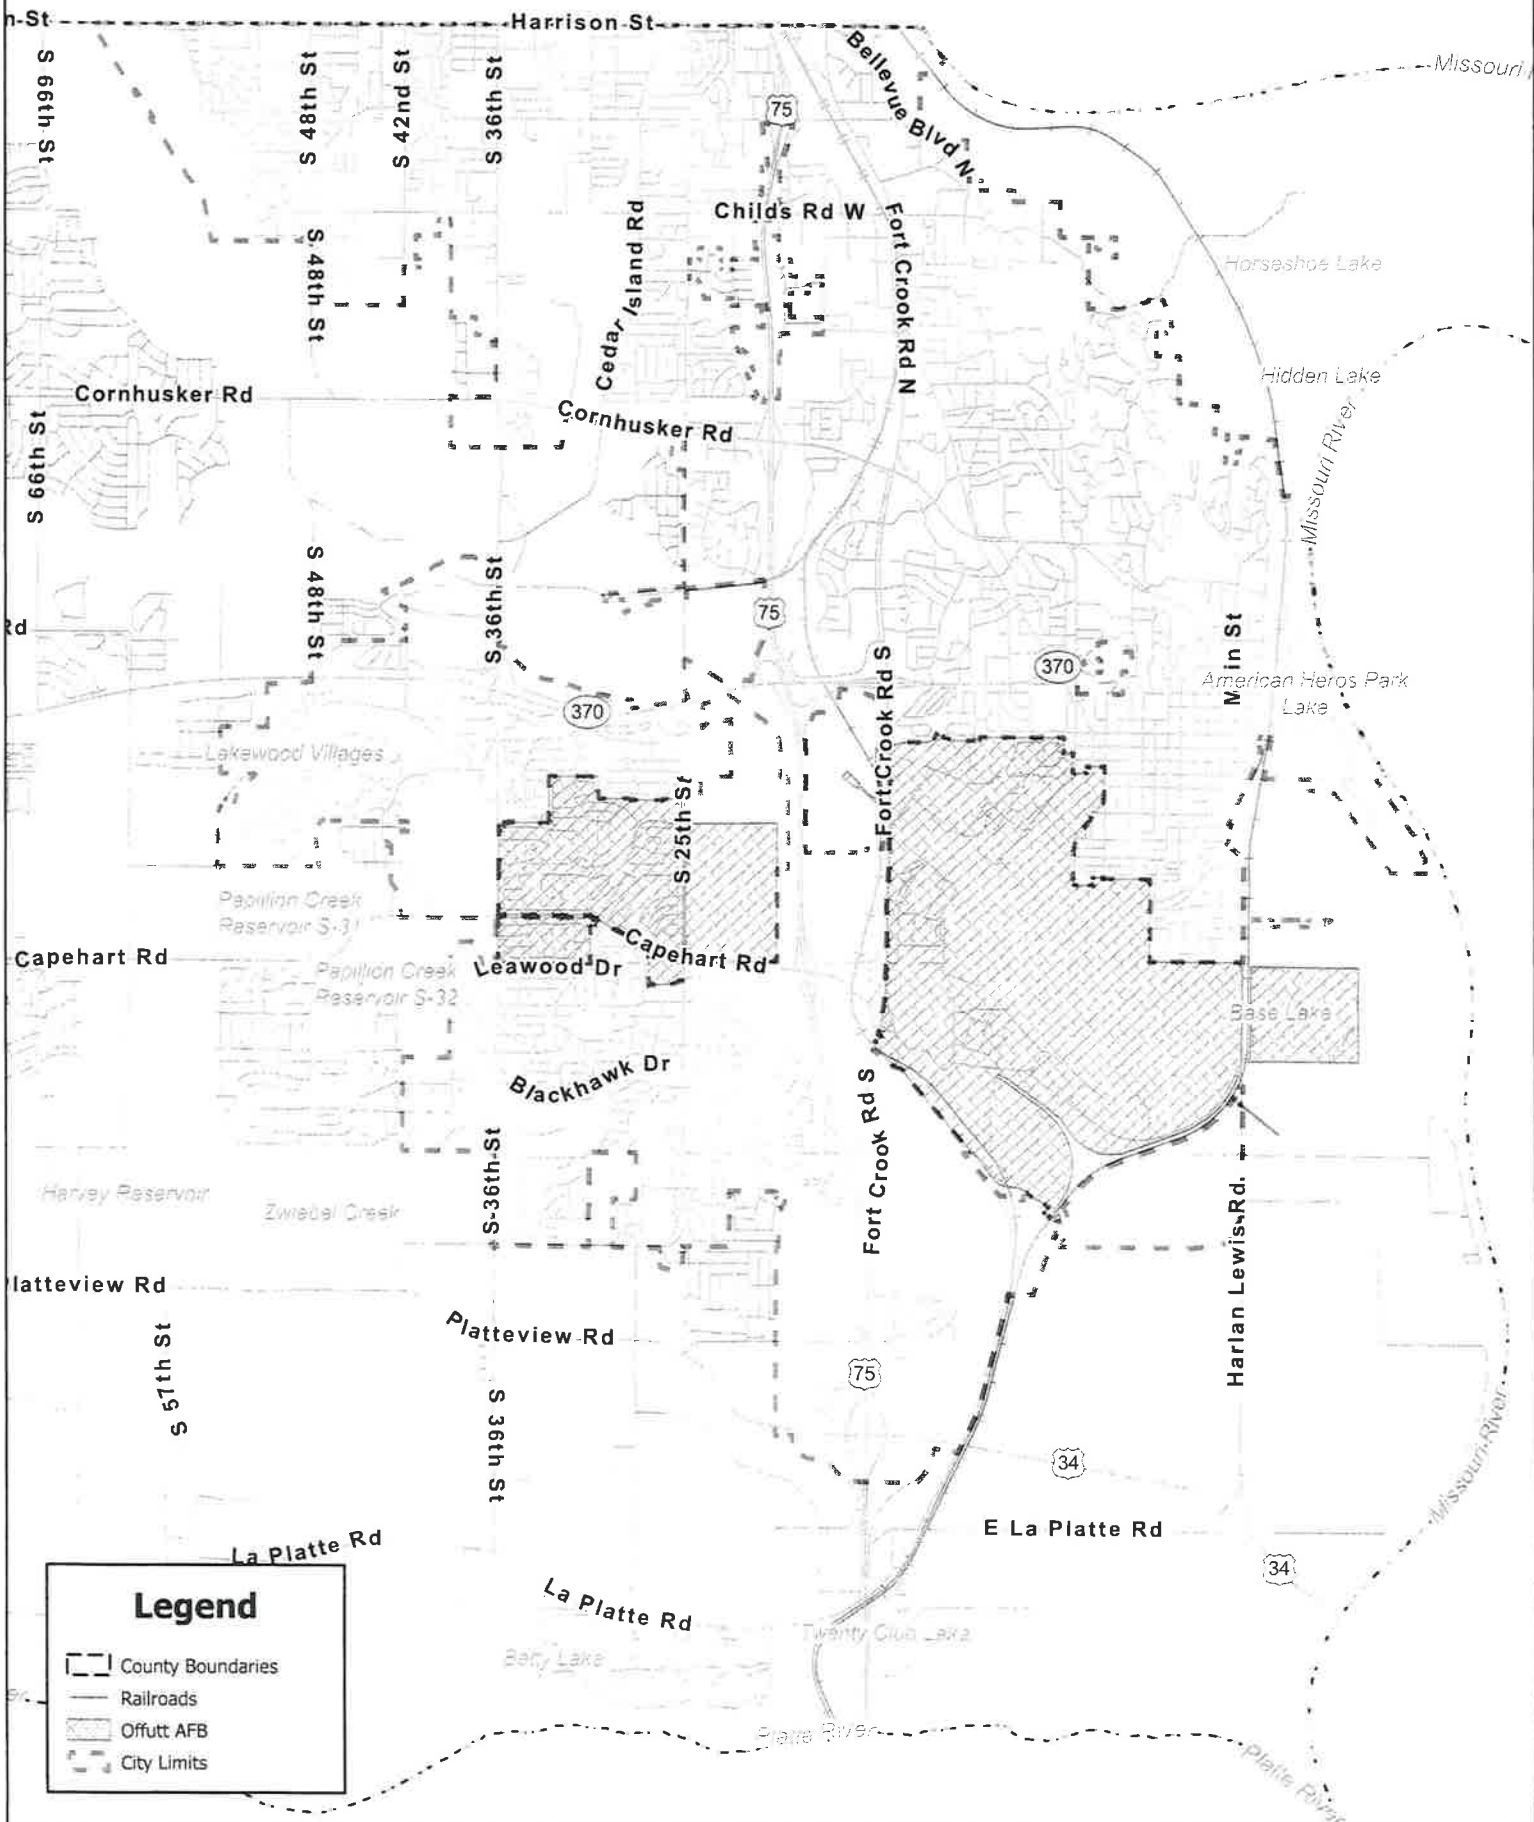 n-St
Harrison St
S 66th St
S 48th St
S 42nd St
S 36th St
Bellevue Blvd N
Missouri
75
Childs Rd W
Cedar Island Rd
Fort Crook Rd N
S 48th St
Horseshoe Lake
Hidden Lake
Missouri River
Cornhusker Rd
Cornhusker Rd
S 69th St
S 48th St
S 36th St
75
Rd
Fort Crook Rd S
370
M in St
American Heros Park
Lake
370
Lakewood Villages
S 25th St
Papillion Creek
Reservoir S-31
Capehart Rd
Papillion Creek
Reservoir S-32
Leawood Dr
Capehart Rd
Base Lake
Blackhawk Dr
Fort Crook Rd S
S 36th St
Harvey Reservoir
Zwiebel Creek
Harlan Lewis Rd.
latteview Rd
Platteview Rd
S 57th St
75
S 36th St
34
Missouri River
E La Platte Rd
La Platte Rd
34
La Platte Rd
Twenty Club Lake
Betty Lake
Platte River
Platte River
Legend
County Boundaries
Railroads
Offutt AFB
City Limits